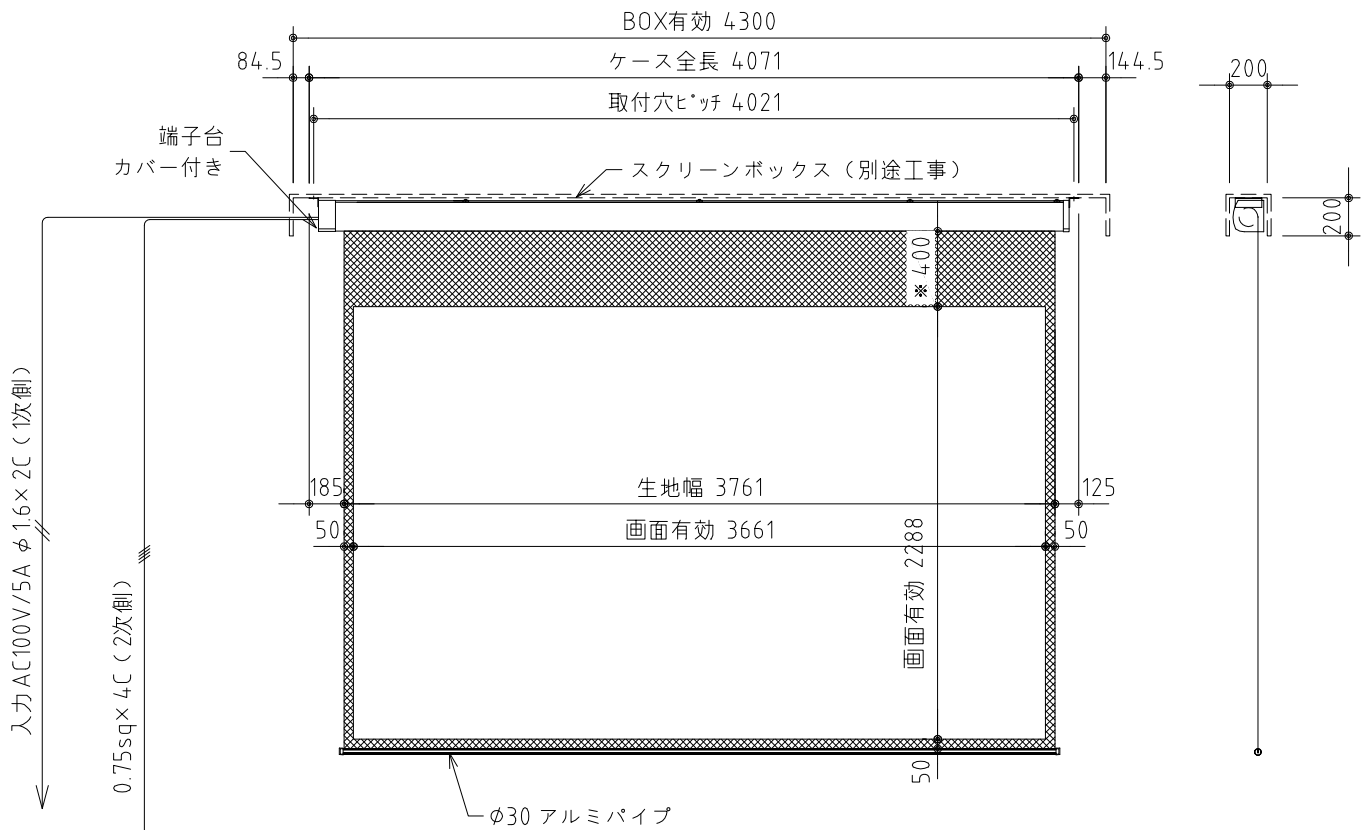 BOX有効 4300
84.5
ケース全長 4071
144.5
200
取付穴ピッチ 4021
端子台
カバー付き
スクリーンボックス（別途工事）
200
※ 400
入力AC100V/5A φ1.6×2C（1次側）
0.75sq×4C（2次側）
185
生地幅 3761
125
50
画面有効 3661
50
画面有効 2288
50
φ30 アルミパイプ